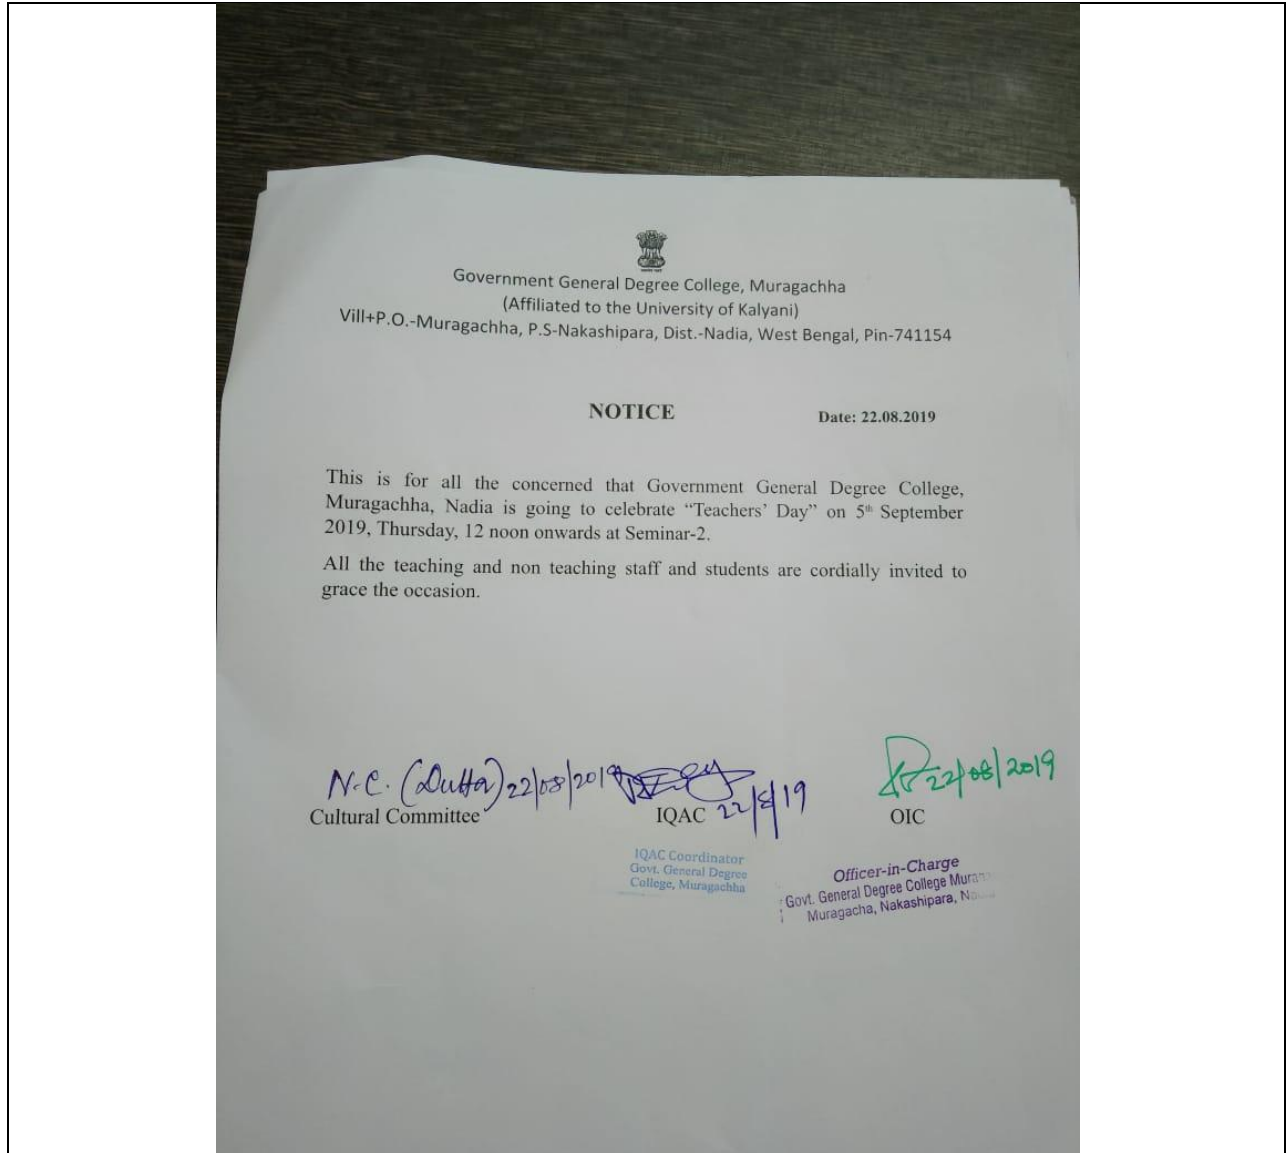 Government General Degree College, Muragachha
(Affiliated to the University of Kalyani)
Vill+P.O.-Muragachha, P.S-Nakashipara, Dist.-Nadia, West Bengal, Pin-741154
NOTICE
Date: 22.08.2019
This is for all the concerned that Government General Degree College,
Muragachha, Nadia is going to celebrate “Teachers’ Day” on 5th September
2019, Thursday, 12 noon onwards at Seminar-2.
All the teaching and non teaching staff and students are cordially invited to
grace the occasion.
N.C. (Dutta) 22/08/2019
Cultural Committee
22/8/19
IQAC
22/08/2019
OIC
IQAC Coordinator
Govt. General Degree
College, Muragachha
Officer-in-Charge
Govt. General Degree College
Muragacha, Nakashipara,